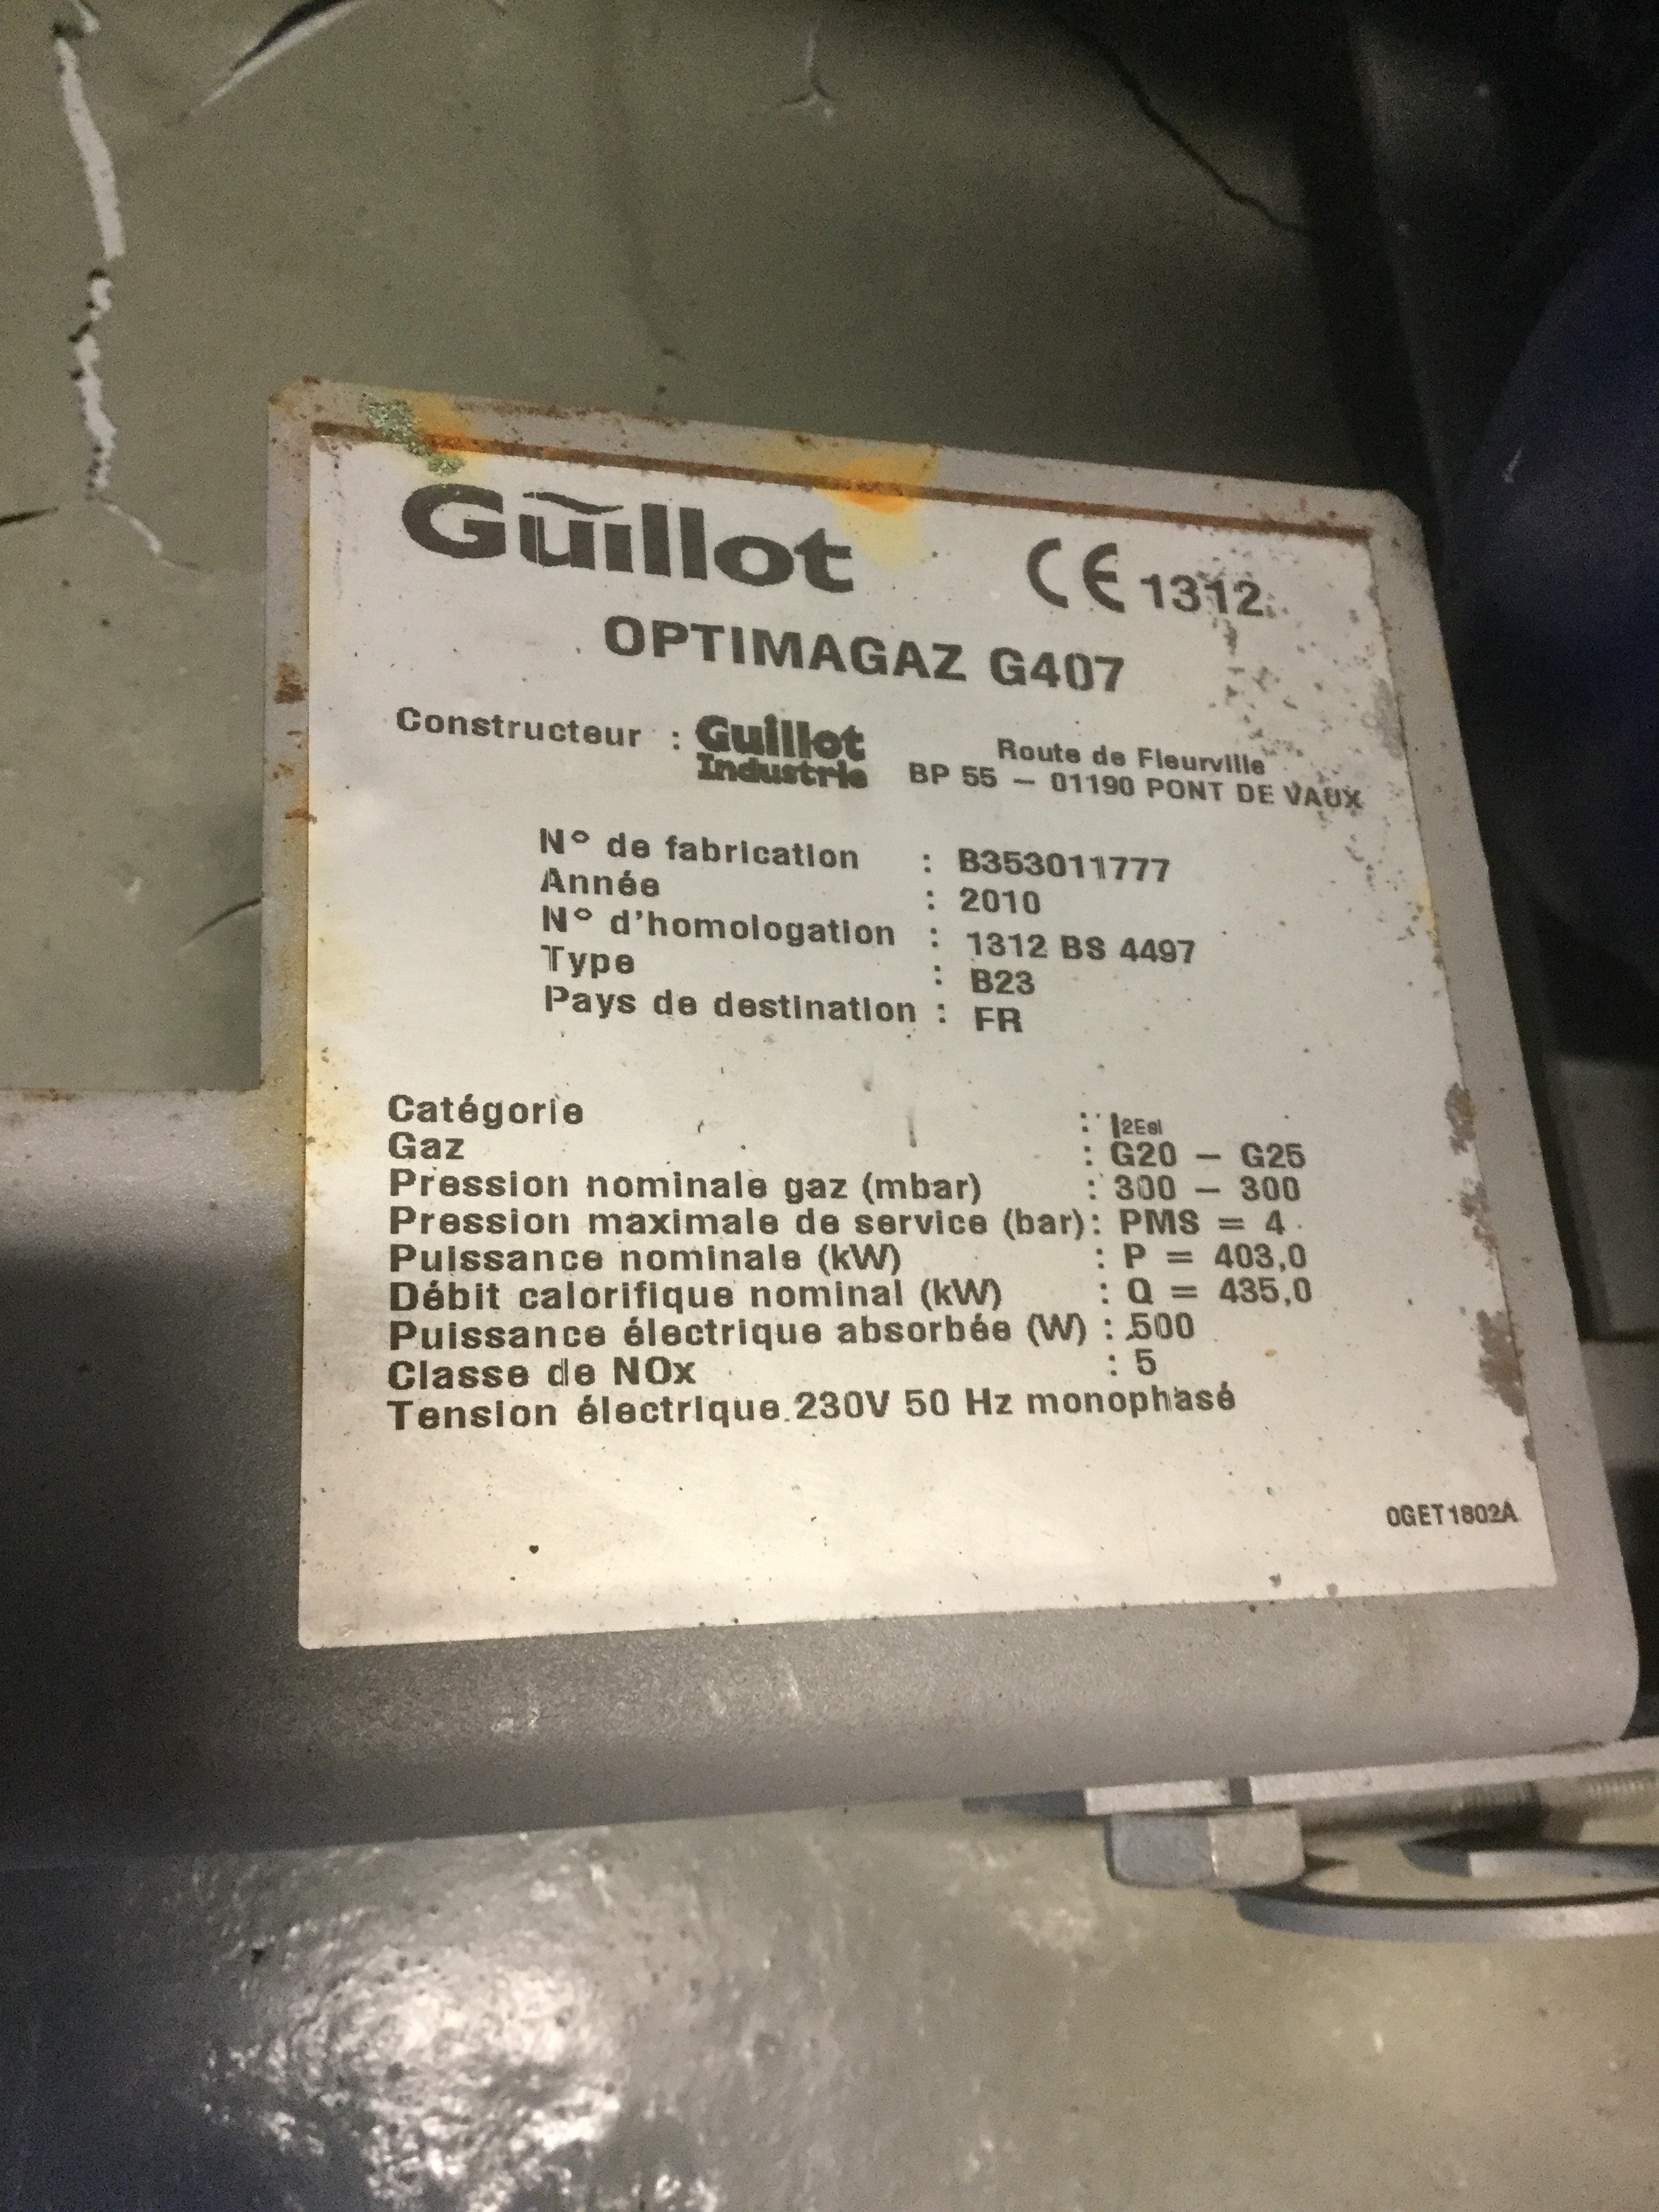 Guillot CE 1312
OPTIMAGAZ G407
Constructeur : Guillot Industrie Route de Fleurville
BP 55 – 01190 PONT DE VAUX
N° de fabrication : B353011777
Année : 2010
N° d'homologation : 1312 BS 4497
Type : B23
Pays de destination : FR
Catégorie : I2Esi
Gaz : G20 – G25
Pression nominale gaz (mbar) : 300 – 300
Pression maximale de service (bar) : PMS = 4
Puissance nominale (kW) : P = 403,0
Débit calorifique nominal (kW) : Q = 435,0
Puissance électrique absorbée (W) : 500
Classe de NOx : 5
Tension électrique 230V 50 Hz monophasé
0GET1802A